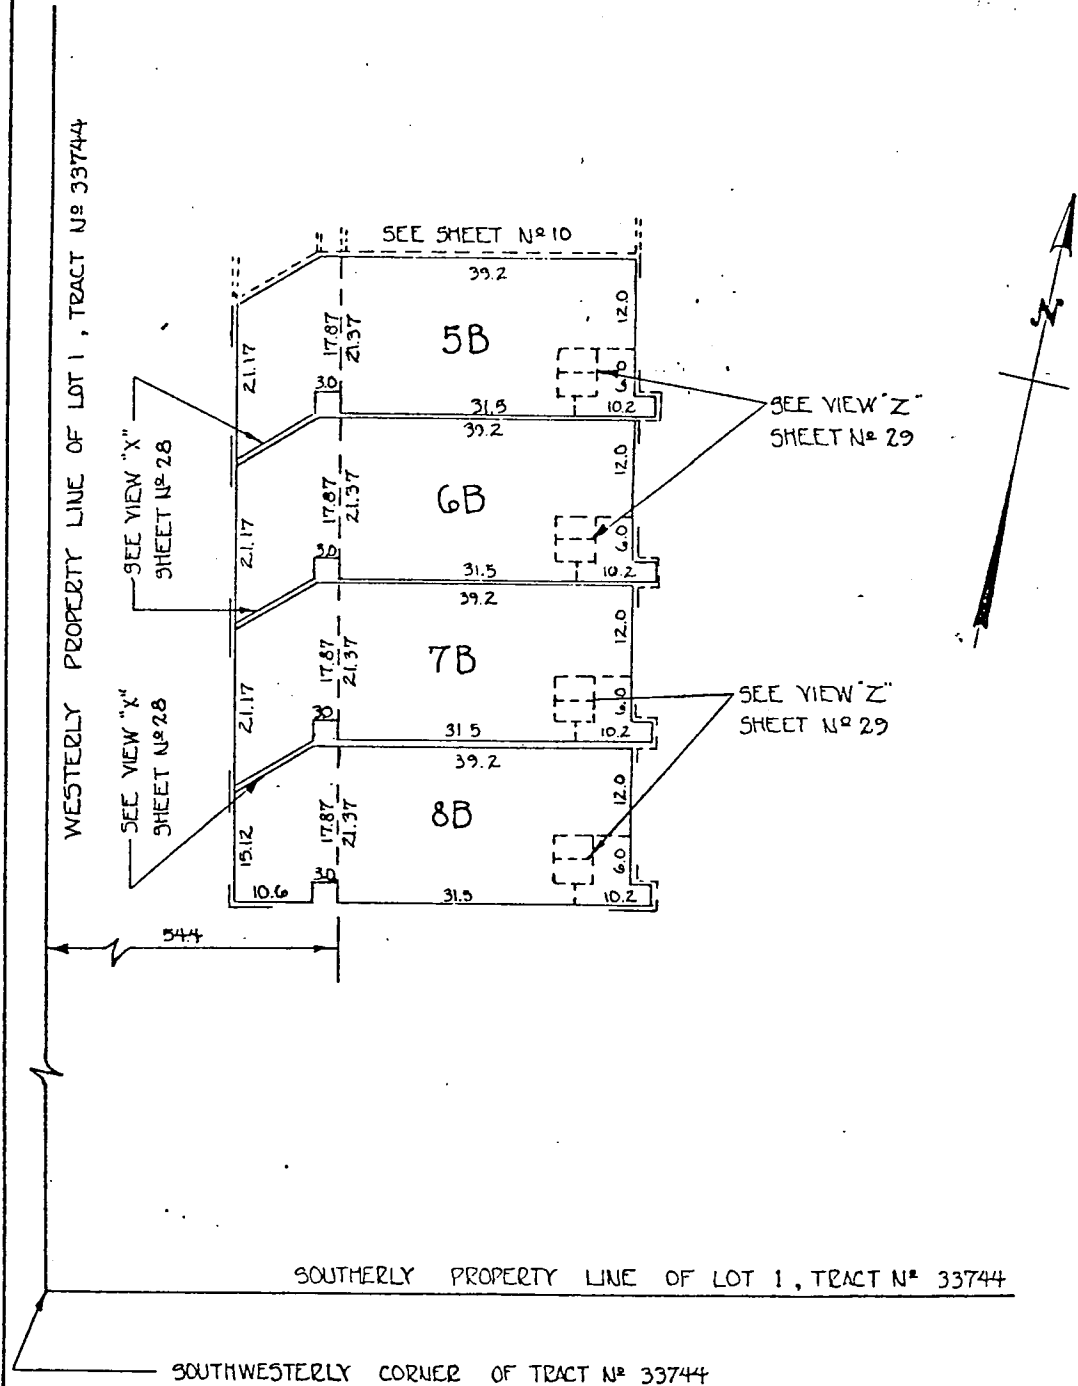 WESTERLY PROPERTY LINE OF LOT 1, TRACT Nº 33744
SEE SHEET Nº 10
39.2
12.0
17.87
21.37
5B
21.17
6.0
3.0
31.5
10.2
SEE VIEW "Z"
SHEET Nº 29
SEE VIEW "X"
SHEET Nº 28
39.2
12.0
17.87
21.37
6B
21.17
6.0
3.0
31.5
10.2
39.2
12.0
17.87
21.37
7B
21.17
6.0
3.0
31.5
10.2
SEE VIEW "Z"
SHEET Nº 29
SEE VIEW "X"
SHEET Nº 28
39.2
12.0
17.87
21.37
8B
15.12
6.0
3.0
10.6
31.5
10.2
54.4
N
SOUTHERLY PROPERTY LINE OF LOT 1, TRACT Nº 33744
SOUTHWESTERLY CORNER OF TRACT Nº 33744